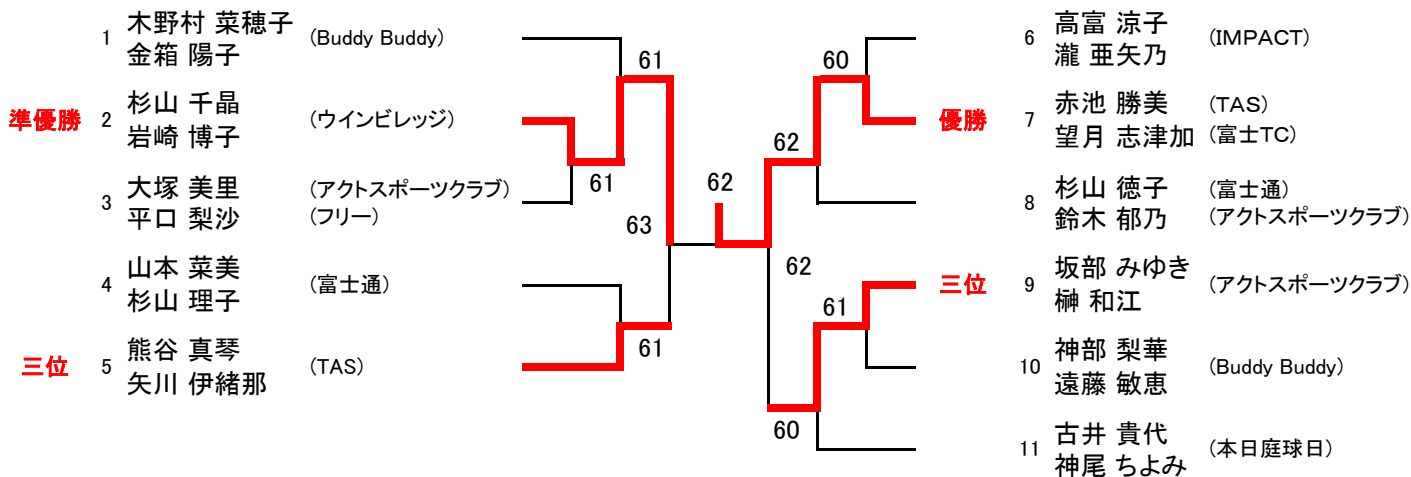 1 木野村 菜穂子 (Buddy Buddy)
金箱 陽子
準優勝 2 杉山 千晶 (ウインビレッジ)
岩崎 博子
3 大塚 美里 (アクトスポーツクラブ)
平口 梨沙 (フリー)
4 山本 菜美 (富士通)
杉山 理子
三位 5 熊谷 真琴 (TAS)
矢川 伊緒那
61
61
63
61
62
60
62
62
61
60
6 高富 涼子 (IMPACT)
瀧 亜矢乃
優勝 7 赤池 勝美 (TAS)
望月 志津加 (富士TC)
8 杉山 徳子 (富士通)
鈴木 郁乃 (アクトスポーツクラブ)
三位 9 坂部 みゆき (アクトスポーツクラブ)
榊 和江
10 神部 梨華 (Buddy Buddy)
遠藤 敏恵
11 古井 貴代 (本日庭球日)
神尾 ちよみ